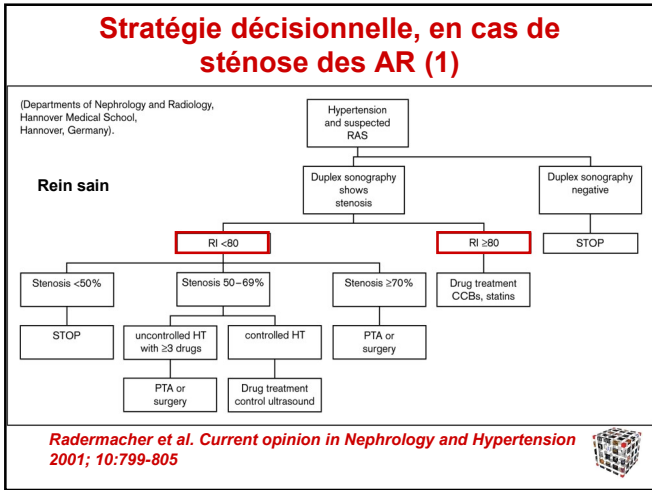 Stratégie décisionnelle, en cas de
sténose des AR (1)
(Departments of Nephrology and Radiology,
Hannover Medical School,
Hannover, Germany).
Hypertension
and suspected
RAS
Rein sain
Duplex sonography
shows
stenosis
Duplex sonography
negative
RI <80
RI ≥80
STOP
Stenosis <50%
Stenosis 50–69%
Stenosis ≥70%
Drug treatment
CCBs, statins
STOP
uncontrolled HT
with ≥3 drugs
controlled HT
PTA or
surgery
PTA or
surgery
Drug treatment
control ultrasound
Radermacher et al. Current opinion in Nephrology and Hypertension
2001; 10:799-805